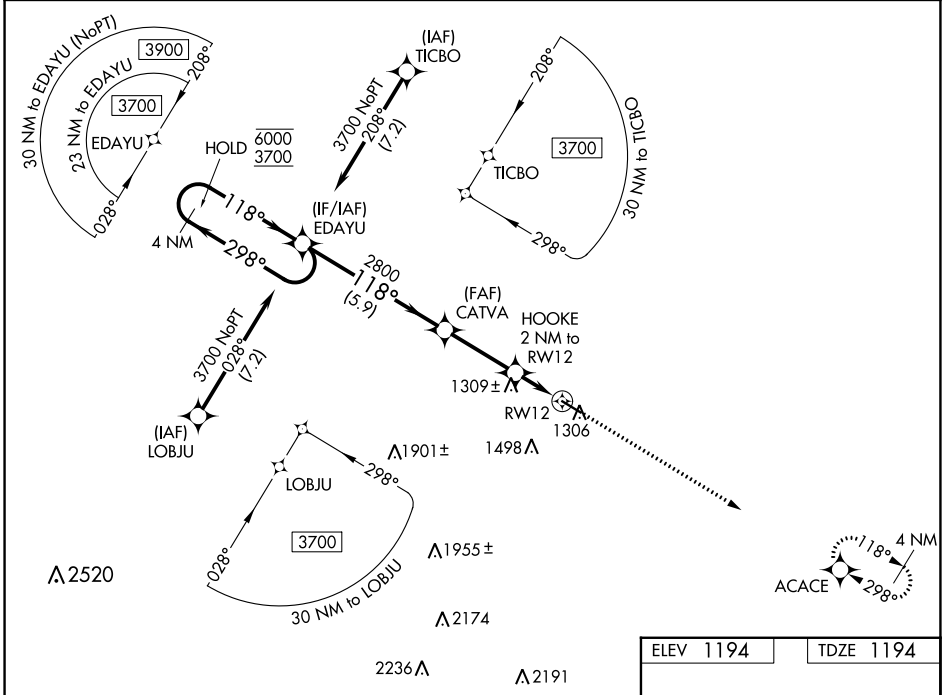 30 NM to EDAYU (NoPT)
3900
208°
23 NM to EDAYU
3700
EDAYU
028°
HOLD
6000
3700
4 NM
118°
298°
(IF/IAF)
EDAYU
(IAF)
TICBO
3700 NoPT
208°
(7.2)
208°
3700
TICBO
298°
30 NM to TICBO
2800
118°
(5.9)
(FAF)
CATVA
HOOKE
2 NM to
RW12
1309±
RW12
1306
3700 NoPT
028°
(7.2)
(IAF)
LOBJU
1901±
1498
298°
LOBJU
028°
3700
30 NM to LOBJU
1955±
2520
2174
2236
2191
118°
4 NM
298°
ACACE
ELEV 1194
TDZE 1194